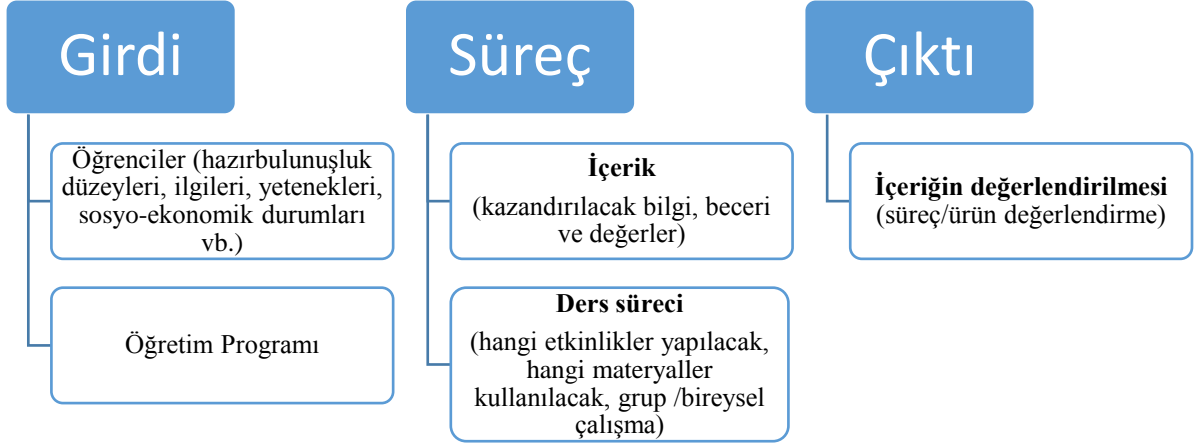 Girdi
Öğrenciler (hazırbulunuşluk
düzeyleri, ilgileri, yetenekleri,
sosyo-ekonomik durumları
vb.)
Öğretim Programı
Süreç
İçerik
(kazandırılacak bilgi, beceri
ve değerler)
Ders süreci
(hangi etkinlikler yapılacak,
hangi materyaller
kullanılacak, grup /bireysel
çalışma)
Çıktı
İçeriğin değerlendirilmesi
(süreç/ürün değerlendirme)